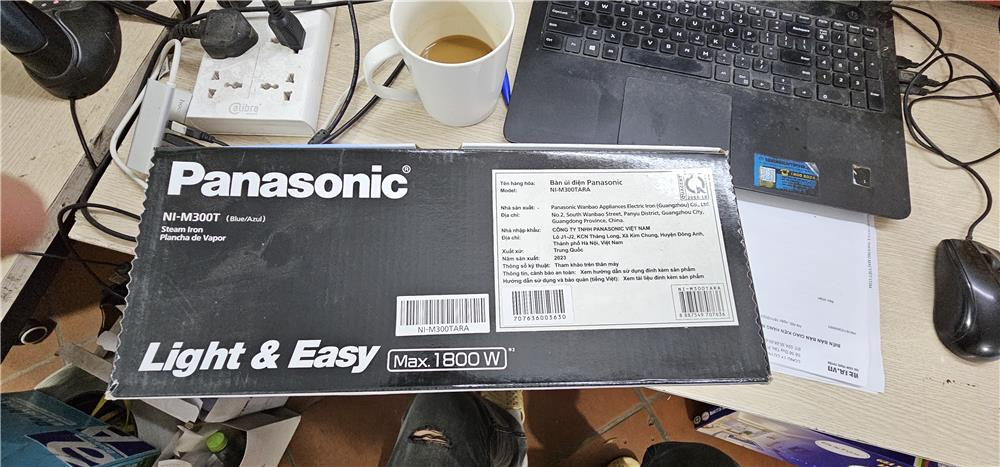 Calibra
Panasonic®
NI-M300T (Blue/Azul)
Steam Iron
Plancha de Vapor
NI-M300TARA
Light & Easy
Max. 1800 W *2
Tên hàng hóa: Bàn ủi điện Panasonic
Model: NI-M300TARA
Nhà sản xuất: - Panasonic Wanbao Appliances Electric Iron (Guangzhou) Co., Ltd
Địa chỉ: No.2, South Wanbao Street, Panyu District, Guangzhou City,
Guangdong Province, China.
Nhà nhập khẩu: CÔNG TY TNHH PANASONIC VIỆT NAM
Địa chỉ: Lô J1-J2, KCN Thăng Long, Xã Kim Chung, Huyện Đông Anh,
Thành phố Hà Nội, Việt Nam
Xuất xứ: Trung Quốc
Năm sản xuất: 2023
Thông số kỹ thuật: Tham khảo trên thân máy
Thông tin, cảnh báo an toàn: Xem hướng dẫn sử dụng đính kèm sản phẩm
Hướng dẫn sử dụng và bảo quản (tiếng Việt): Xem tài liệu đính kèm sản phẩm
707636003630
NI-M300TARA
8 887549 707636